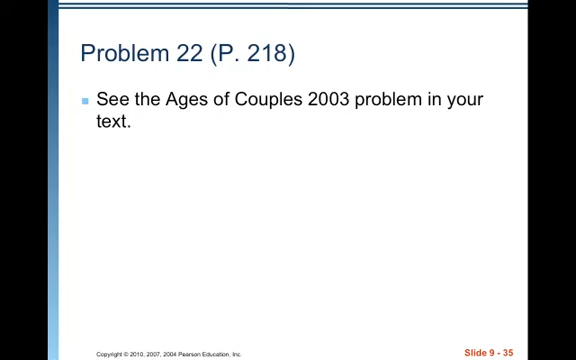 Problem 22 (P. 218)
See the Ages of Couples 2003 problem in your
text.
Copyright © 2010, 2007, 2004 Pearson Education, Inc.
Slide 9 - 35